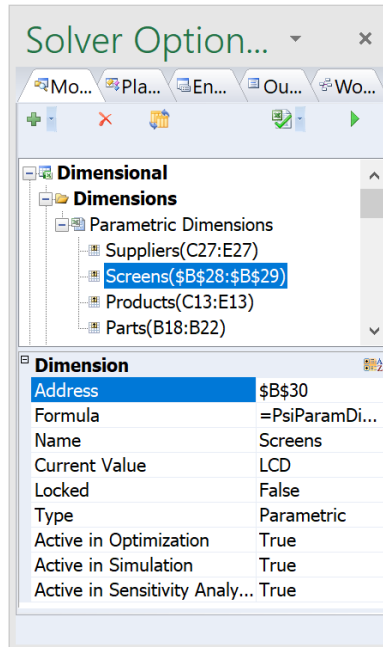 Solver Option...
Mo... Pla... En... Ou... Wo...
Dimensional
Dimensions
Parametric Dimensions
Suppliers(C27:E27)
Screens($B$28:$B$29)
Products(C13:E13)
Parts(B18:B22)
Dimension
Address $B$30
Formula =PsiParamDi...
Name Screens
Current Value LCD
Locked False
Type Parametric
Active in Optimization True
Active in Simulation True
Active in Sensitivity Analy... True